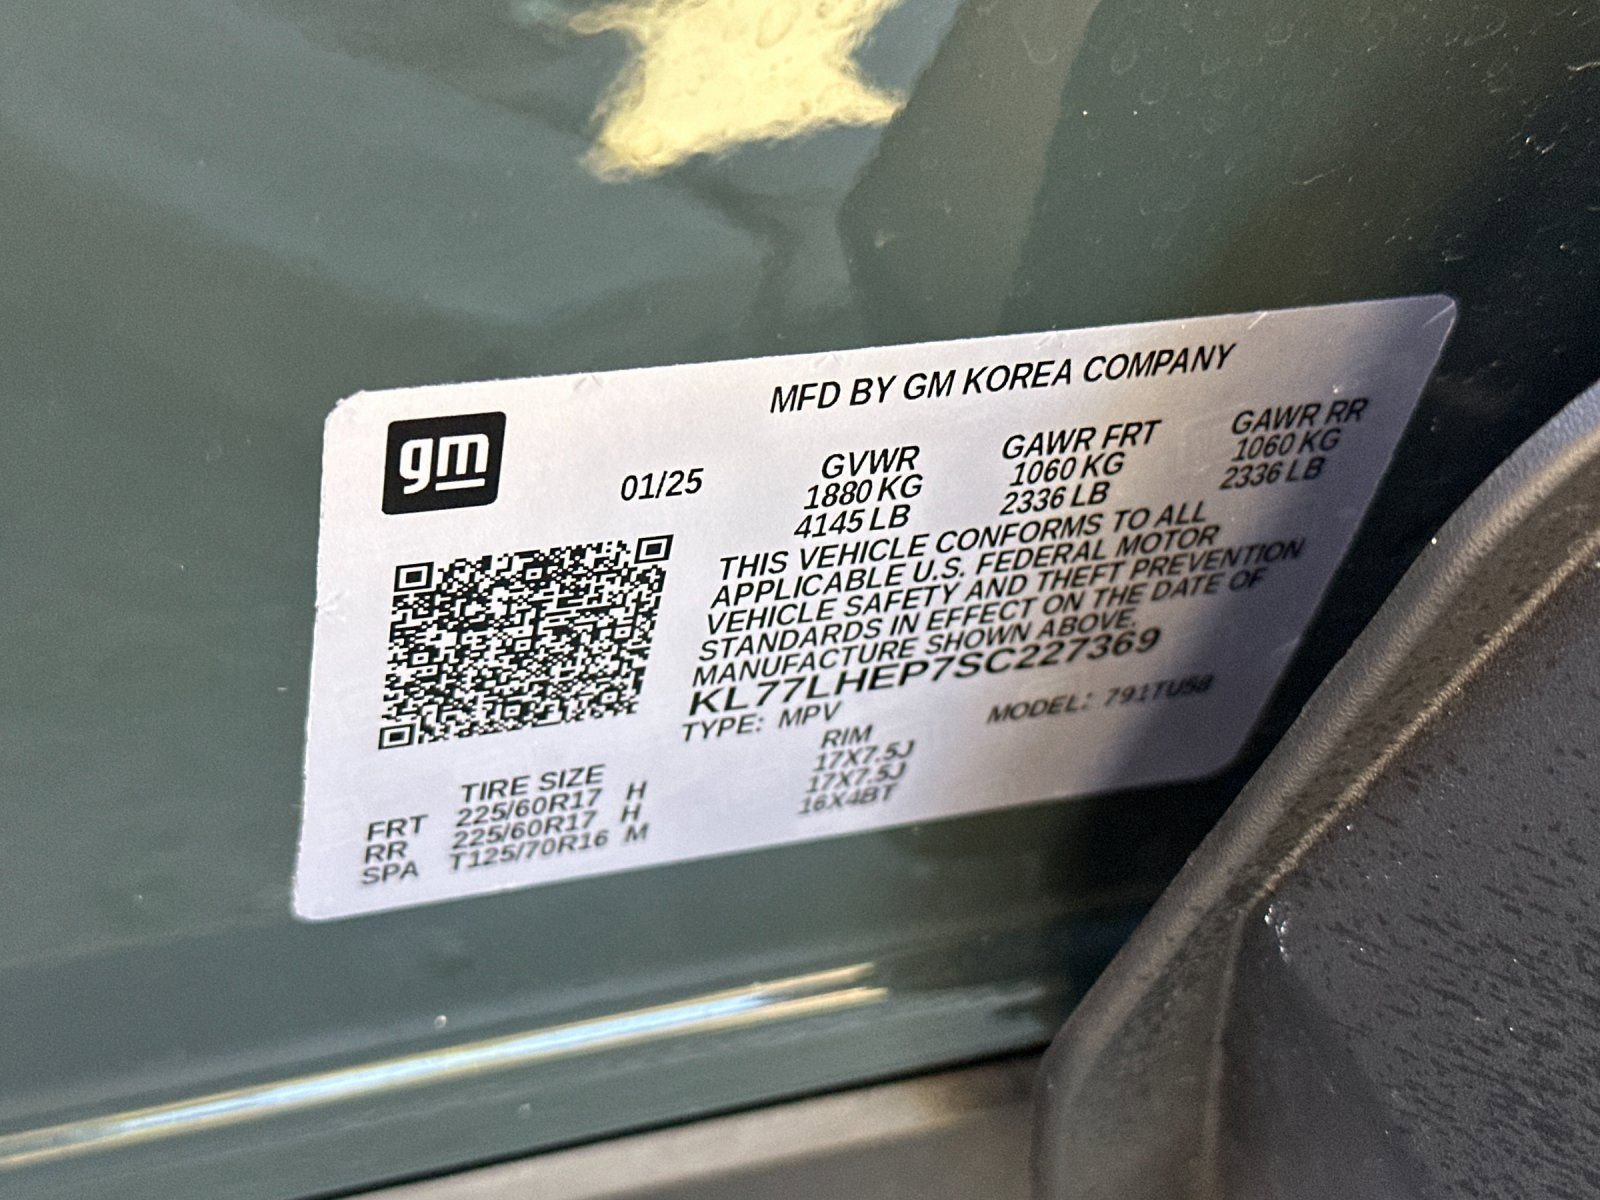 MFD BY GM KOREA COMPANY
gm
01/25
GVWR
1880 KG
4145 LB
GAWR FRT
1060 KG
2336 LB
GAWR RR
1060 KG
2336 LB
THIS VEHICLE CONFORMS TO ALL
APPLICABLE U.S. FEDERAL MOTOR
VEHICLE SAFETY AND THEFT PREVENTION
STANDARDS IN EFFECT ON THE DATE OF
MANUFACTURE SHOWN ABOVE.
KL77LHEP7SC227369
TYPE: MPV MODEL: 791TU58
TIRE SIZE RIM
FRT 225/60R17 H 17X7.5J
RR 225/60R17 H 17X7.5J
SPA T125/70R16 M 16X4BT